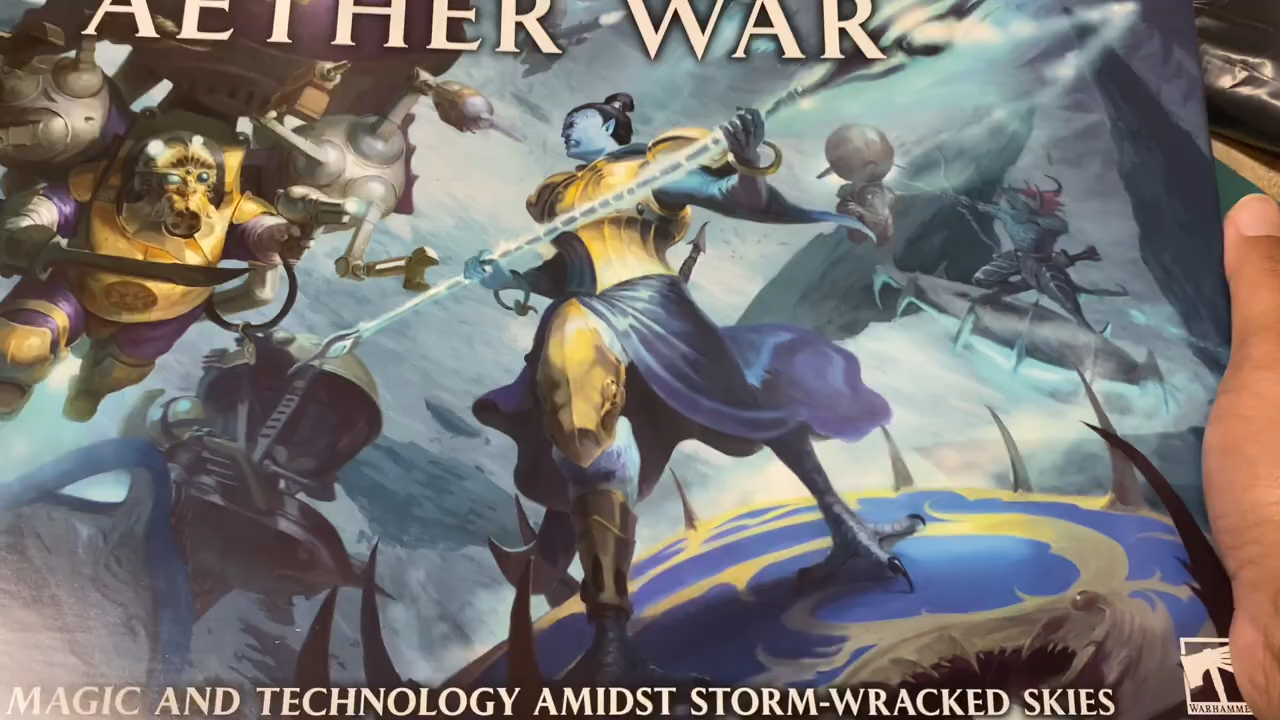 AETHER WAR
MAGIC AND TECHNOLOGY AMIDST STORM-WRACKED SKIES